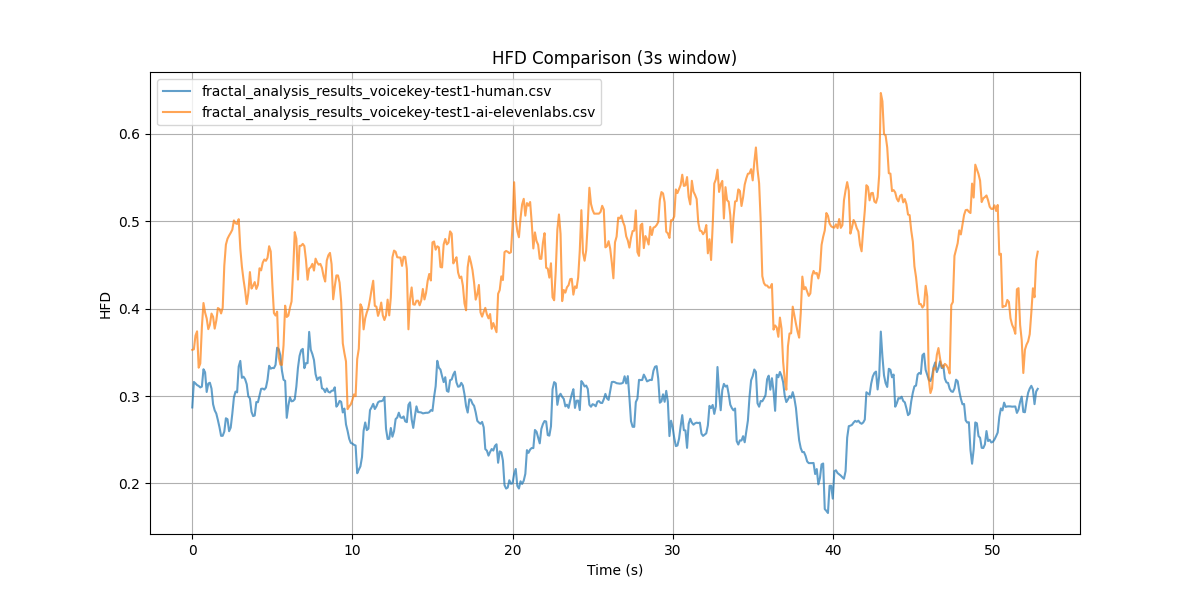 HFD Comparison (3s window)
fractal_analysis_results_voicekey-test1-human.csv
fractal_analysis_results_voicekey-test1-ai-elevenlabs.csv
HFD
0.6
0.5
0.4
0.3
0.2
0 10 20 30 40 50
Time (s)